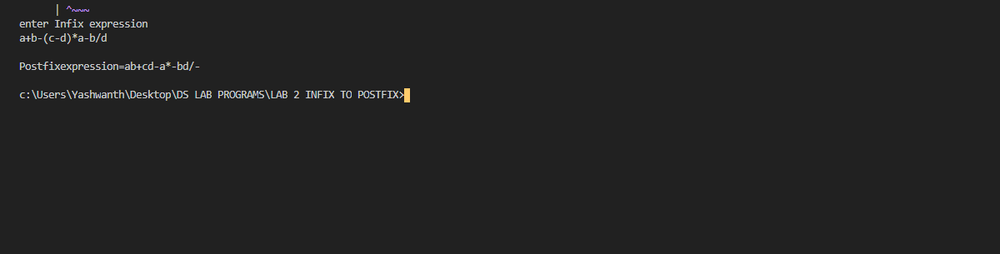 | ^~~~
enter Infix expression
a+b-(c-d)*a-b/d
Postfixexpression=ab+cd-a*-bd/-
c:\Users\Yashwanth\Desktop\DS LAB PROGRAMS\LAB 2 INFIX TO POSTFIX>